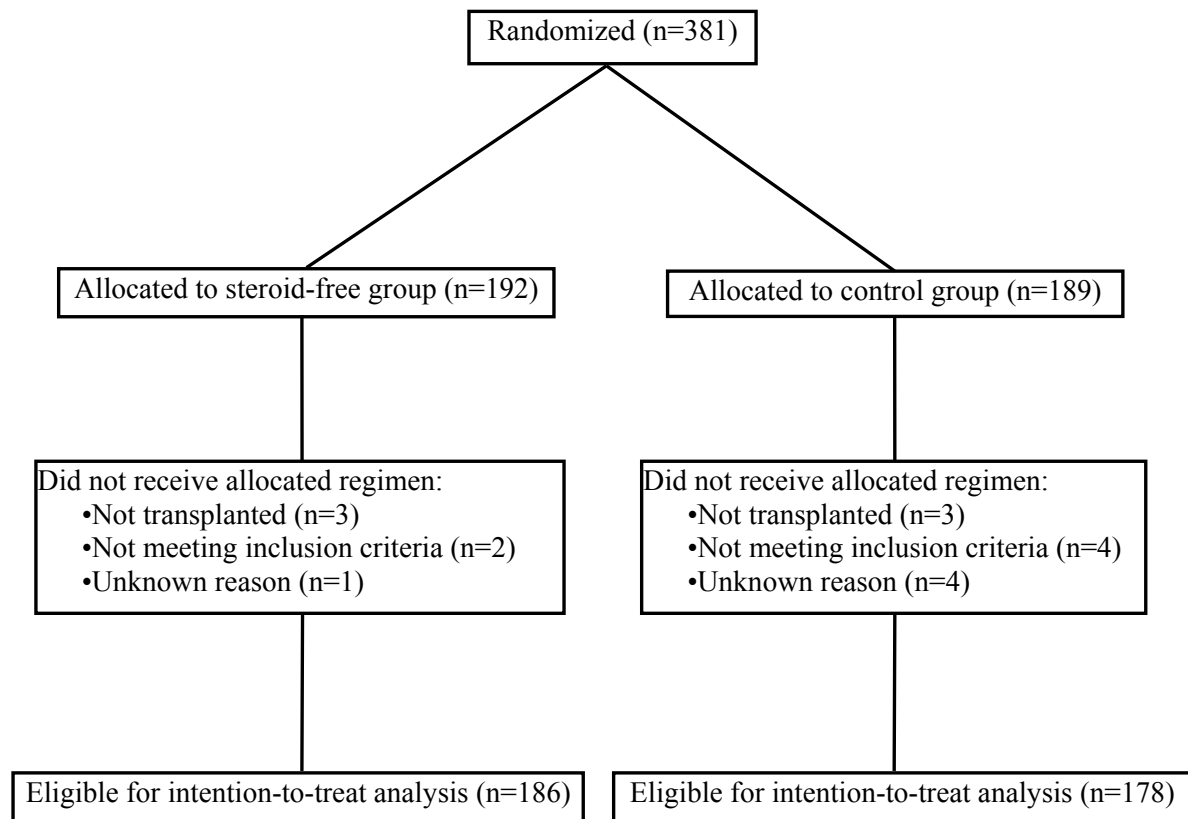 Randomized (n=381)
Allocated to steroid-free group (n=192)
Allocated to control group (n=189)
Did not receive allocated regimen:
•Not transplanted (n=3)
•Not meeting inclusion criteria (n=2)
•Unknown reason (n=1)
Did not receive allocated regimen:
•Not transplanted (n=3)
•Not meeting inclusion criteria (n=4)
•Unknown reason (n=4)
Eligible for intention-to-treat analysis (n=186)
Eligible for intention-to-treat analysis (n=178)